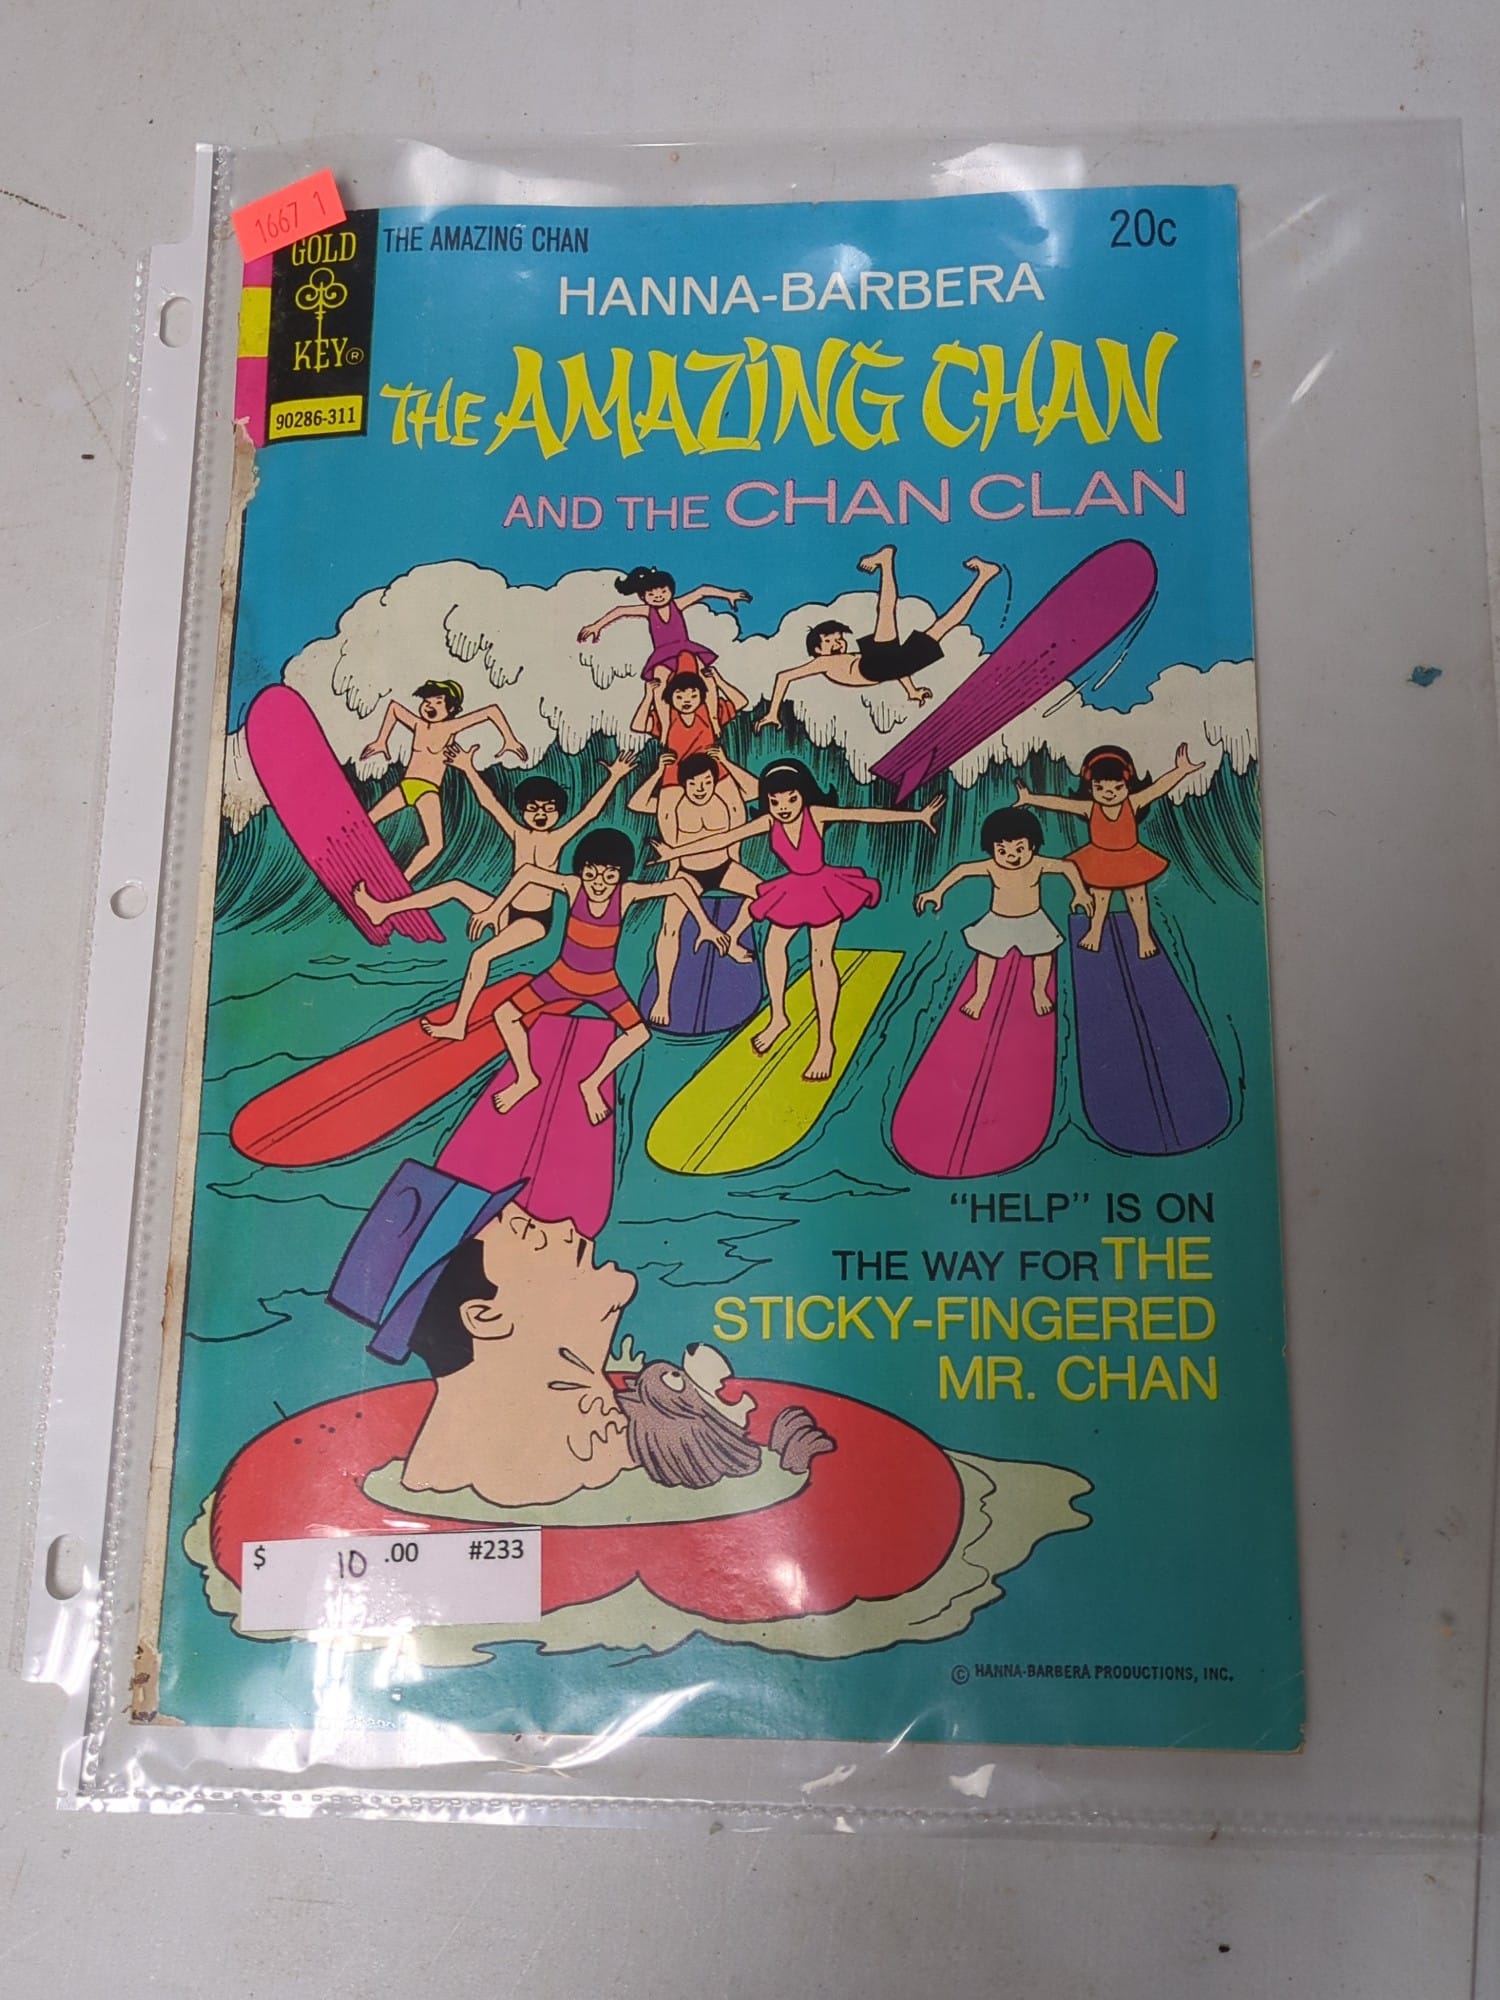 1667 1
GOLD
KEY®
90286-311
THE AMAZING CHAN
20c
HANNA-BARBERA
THE AMAZING CHAN
AND THE CHAN CLAN
"HELP" IS ON
THE WAY FOR THE
STICKY-FINGERED
MR. CHAN
$ 10 .00 #233
© HANNA-BARBERA PRODUCTIONS, INC.